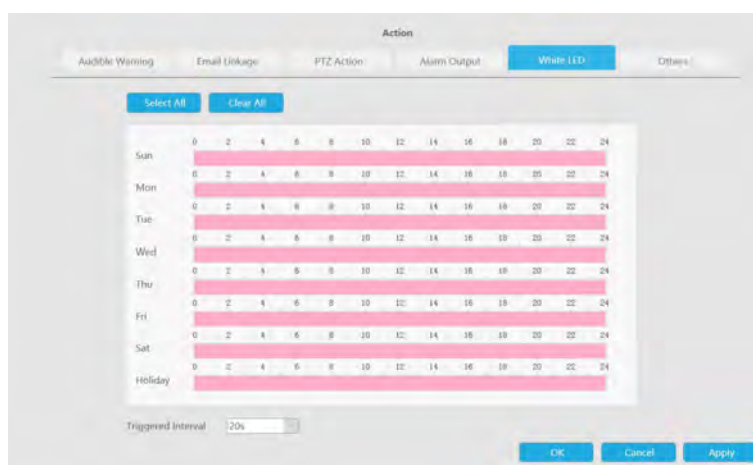 Action
Audible Warning Email Linkage PTZ Action Alarm Output White LED Others
Select All Clear All
0 2 4 6 8 10 12 14 16 18 20 22 24
Sun
0 2 4 6 8 10 12 14 16 18 20 22 24
Mon
0 2 4 6 8 10 12 14 16 18 20 22 24
Tue
0 2 4 6 8 10 12 14 16 18 20 22 24
Wed
0 2 4 6 8 10 12 14 16 18 20 22 24
Thu
0 2 4 6 8 10 12 14 16 18 20 22 24
Fri
0 2 4 6 8 10 12 14 16 18 20 22 24
Sat
0 2 4 6 8 10 12 14 16 18 20 22 24
Holiday
Triggered Interval 20s
OK Cancel Apply